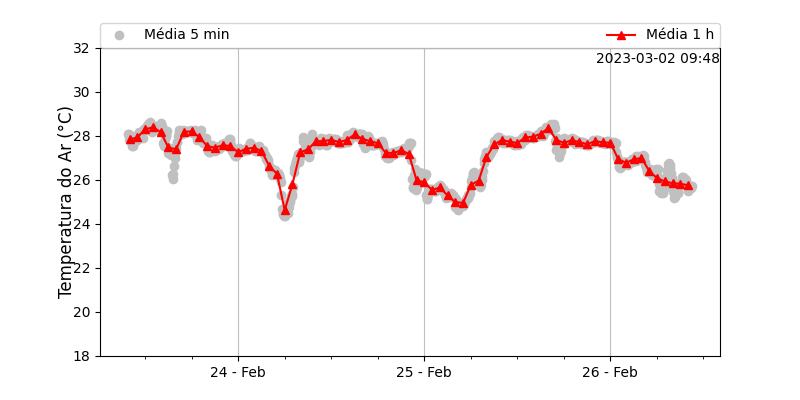 Média 5 min
Média 1 h
2023-03-02 09:48
Temperatura do Ar (°C)
32
30
28
26
24
22
20
18
24 - Feb
25 - Feb
26 - Feb